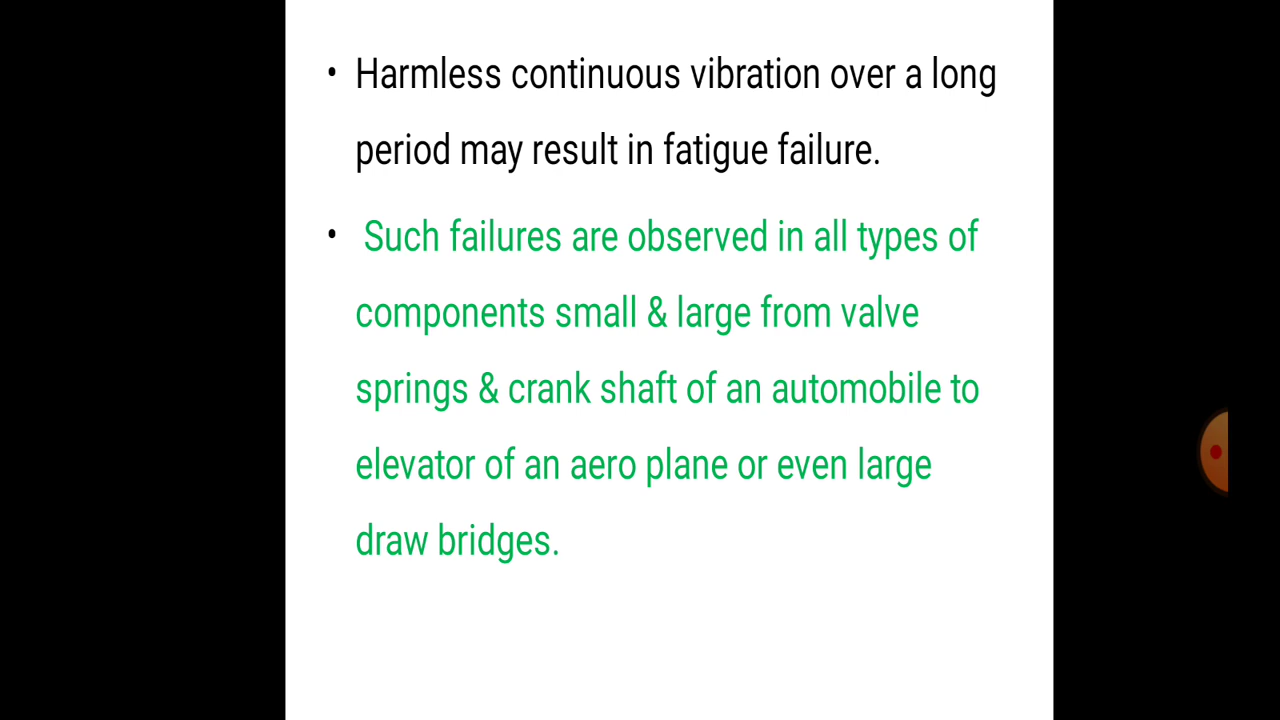 • Harmless continuous vibration over a long
period may result in fatigue failure.
• Such failures are observed in all types of
components small & large from valve
springs & crank shaft of an automobile to
elevator of an aero plane or even large
draw bridges.